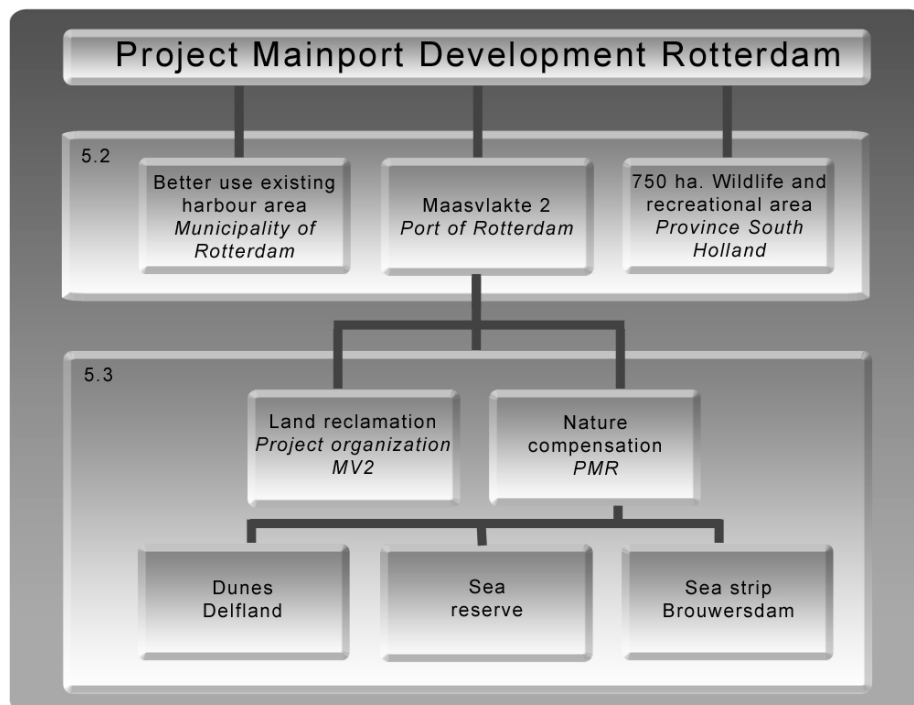 Project Mainport Development Rotterdam
5.2
Better use existing
harbour area
Municipality of
Rotterdam
Maasvlakte 2
Port of Rotterdam
750 ha. Wildlife and
recreational area
Province South
Holland
5.3
Land reclamation
Project organization
MV2
Nature
compensation
PMR
Dunes
Delfland
Sea
reserve
Sea strip
Brouwersdam